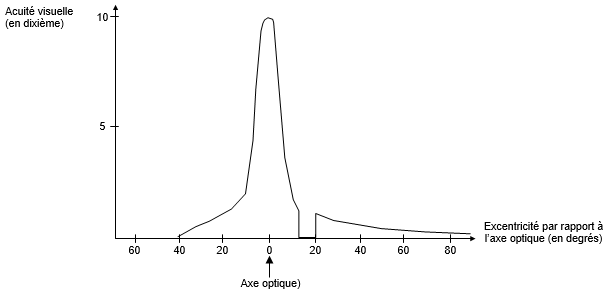 Acuité visuelle
(en dixième)
10
5
60 40 20 0 20 40 60 80
Excentricité par rapport à
l'axe optique (en degrés)
Axe optique)